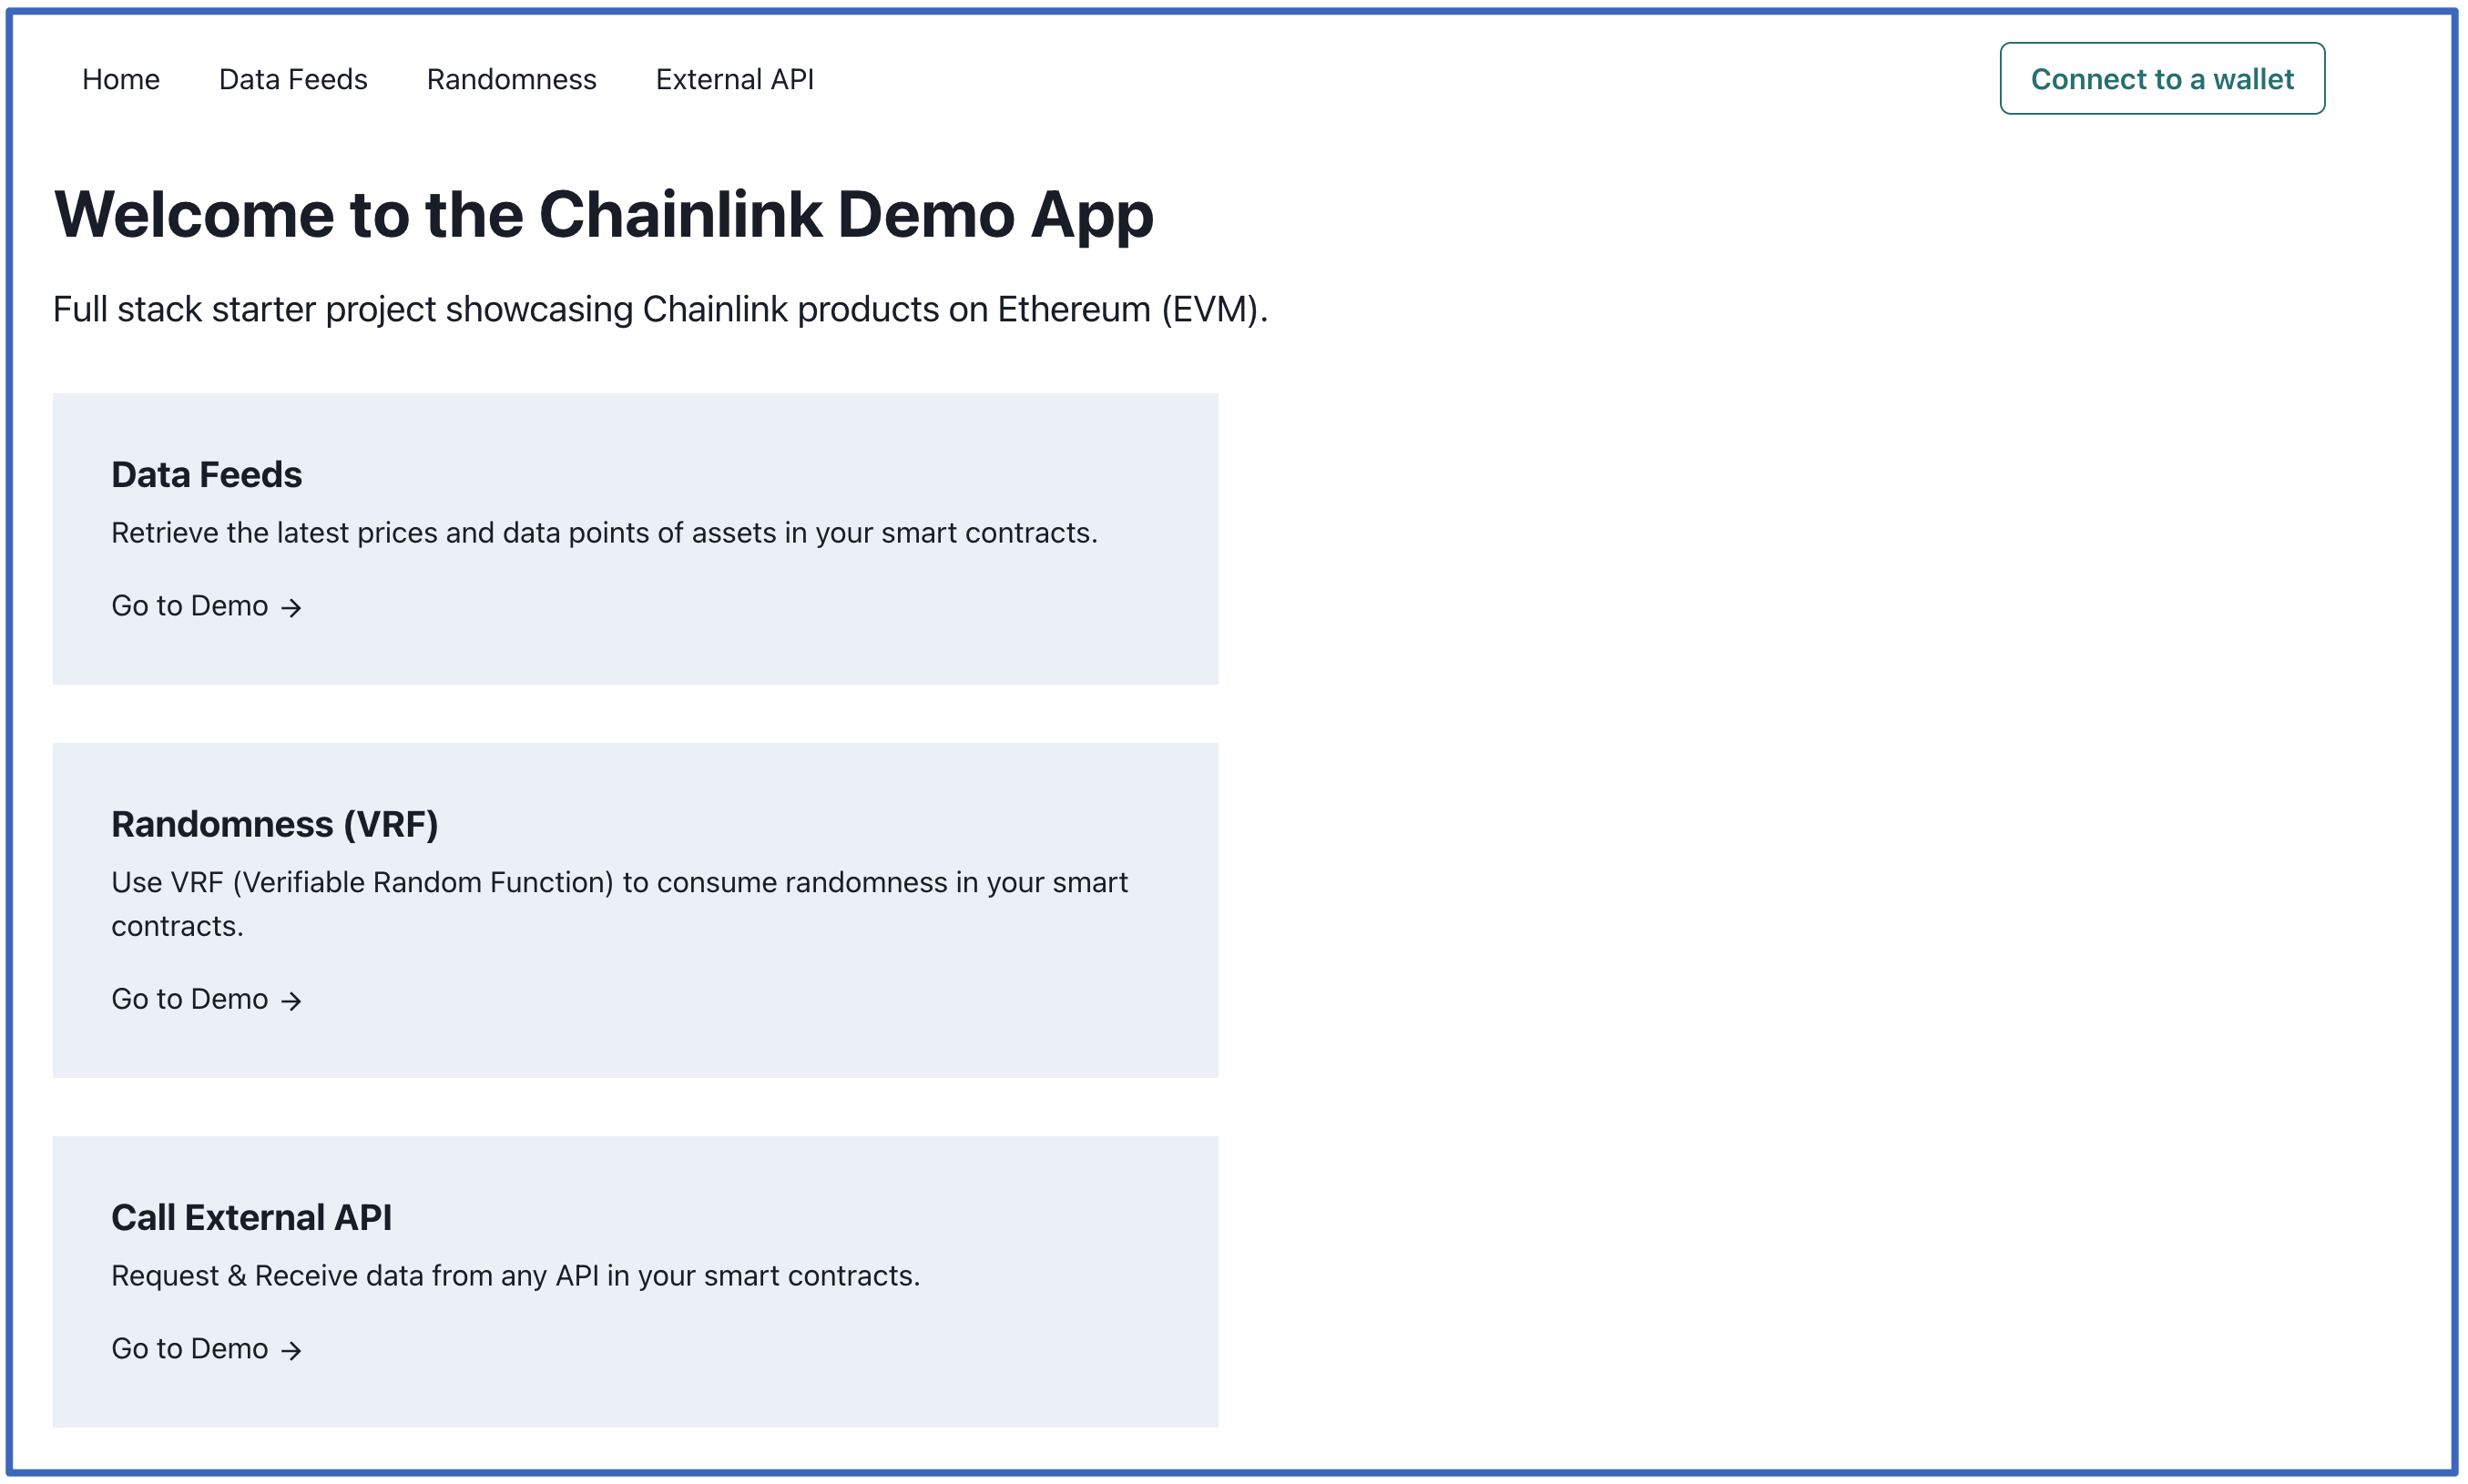 Home Data Feeds Randomness External API Connect to a wallet
Welcome to the Chainlink Demo App
Full stack starter project showcasing Chainlink products on Ethereum (EVM).
Data Feeds
Retrieve the latest prices and data points of assets in your smart contracts.
Go to Demo →
Randomness (VRF)
Use VRF (Verifiable Random Function) to consume randomness in your smart
contracts.
Go to Demo →
Call External API
Request & Receive data from any API in your smart contracts.
Go to Demo →